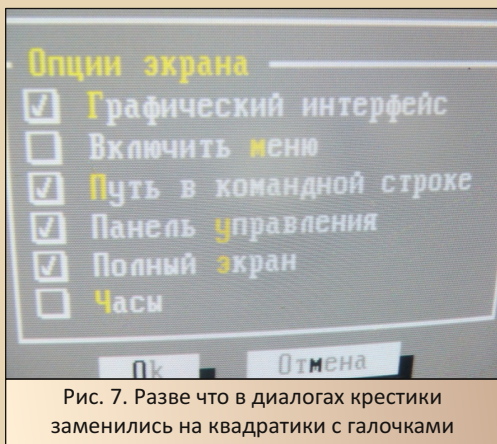 Опции экрана
Графический интерфейс
Включить меню
Путь в командной строке
Панель управления
Полный экран
Часы
Ok Отмена
Рис. 7. Разве что в диалогах крестики
заменились на квадратики с галочками